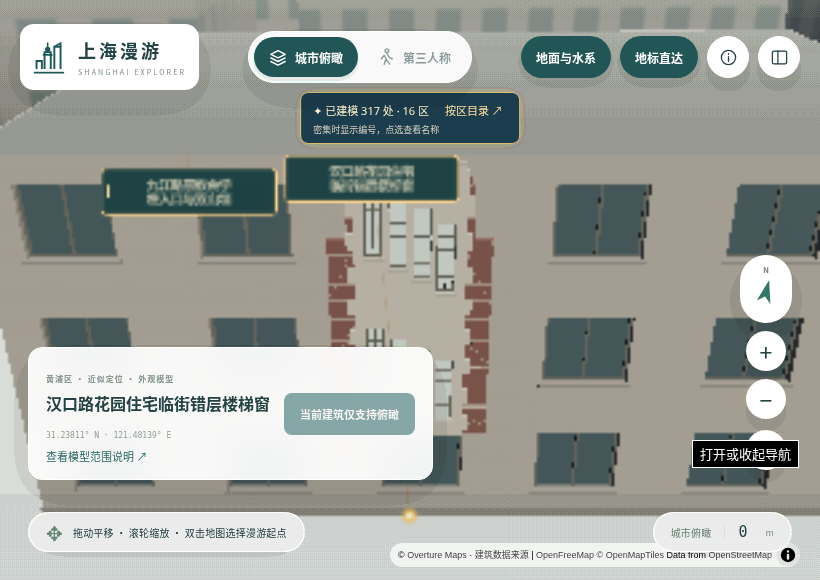 上海漫游
SHANGHAI EXPLORER
城市俯瞰
第三人称
地面与水系
地标直达
✦ 已建模 317 处 · 16 区 按区目录 ↗
密集时显示编号，点选查看名称
N
黄浦区 · 近似定位 · 外观模型
汉口路花园住宅临街错层楼梯窗
当前建筑仅支持俯瞰
31.23811° N · 121.48139° E
查看模型范围说明 ↗
打开或收起导航
拖动平移 · 滚轮缩放 · 双击地图选择漫游起点
城市俯瞰 0 m
© Overture Maps · 建筑数据来源 | OpenFreeMap © OpenMapTiles Data from OpenStreetMap